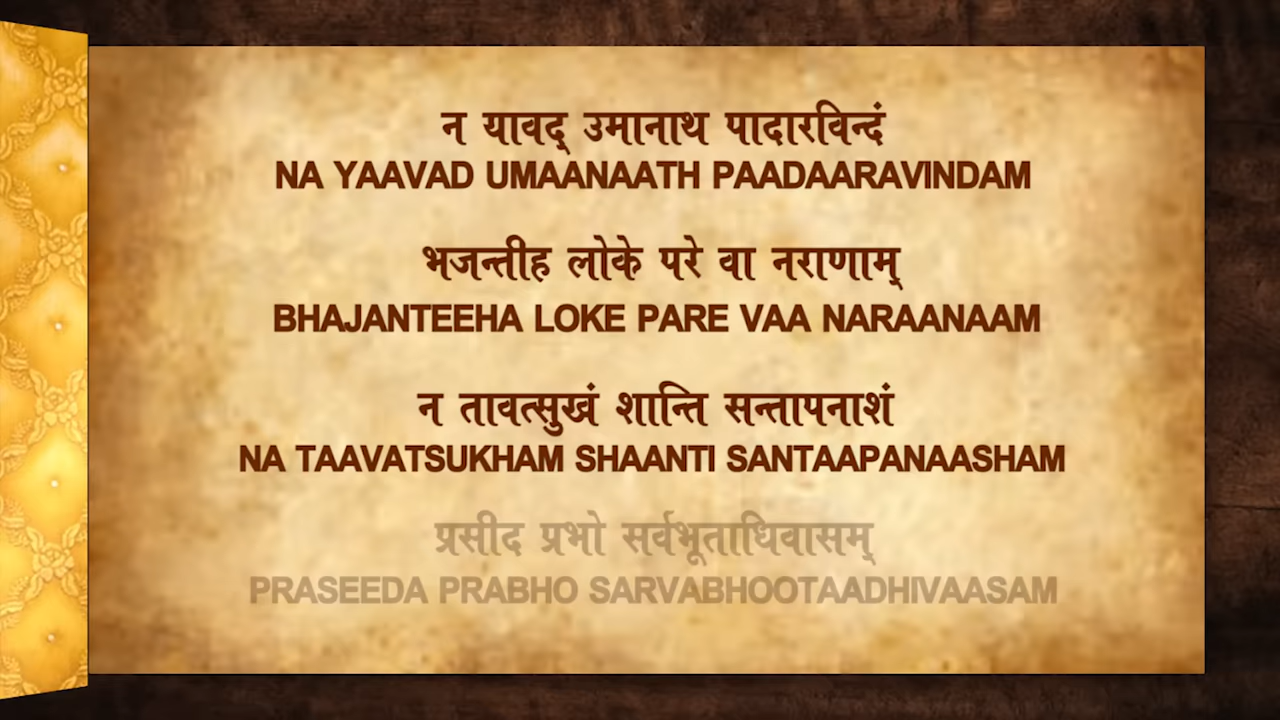 न यावद् उमानाथ पादारविन्दं
NA YAAVAD UMAANAATH PAADAARAVINDAM
भजन्तीह लोके परे वा नराणाम्
BHAJANTEEHA LOKE PARE VAA NARAANAAM
न तावत्सुखं शान्ति सन्तापनाशं
NA TAAVATSUKHAM SHAANTI SANTAAPANAASHAM
प्रसीद प्रभो सर्वभूताधिवासम्
PRASEEDA PRABHO SARVABHOOTAADHIVAASAM